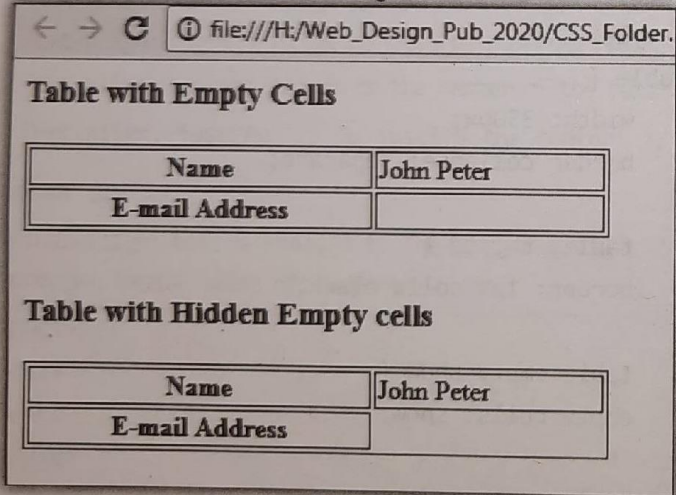 file:///H:/Web_Design_Pub_2020/CSS_Folder.
Table with Empty Cells
Name John Peter
E-mail Address
Table with Hidden Empty cells
Name John Peter
E-mail Address